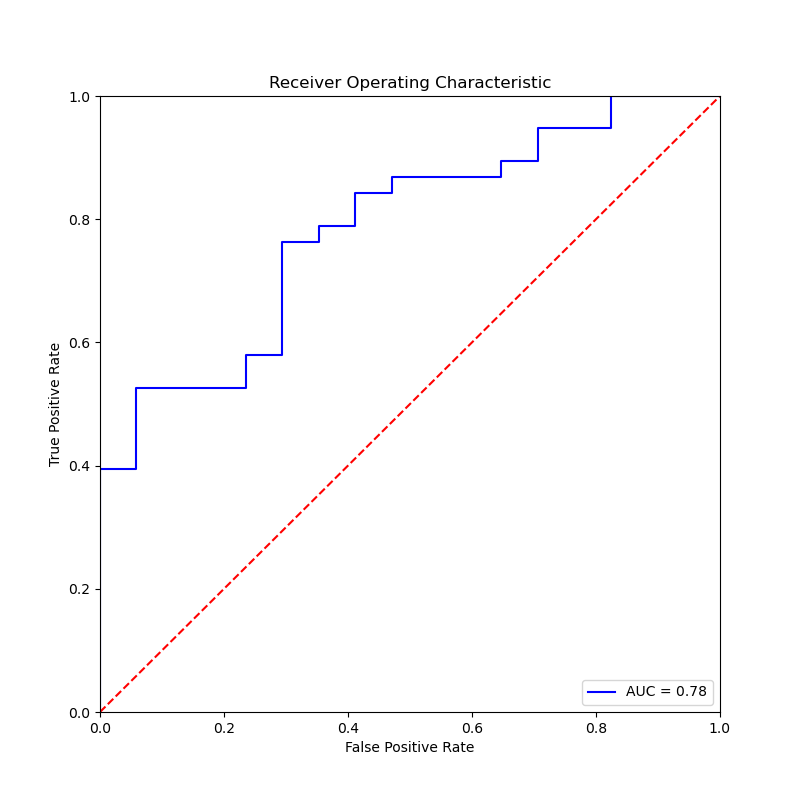 Receiver Operating Characteristic
1.0
0.8
0.6
0.4
0.2
0.0
True Positive Rate
AUC = 0.78
0.0 0.2 0.4 0.6 0.8 1.0
False Positive Rate